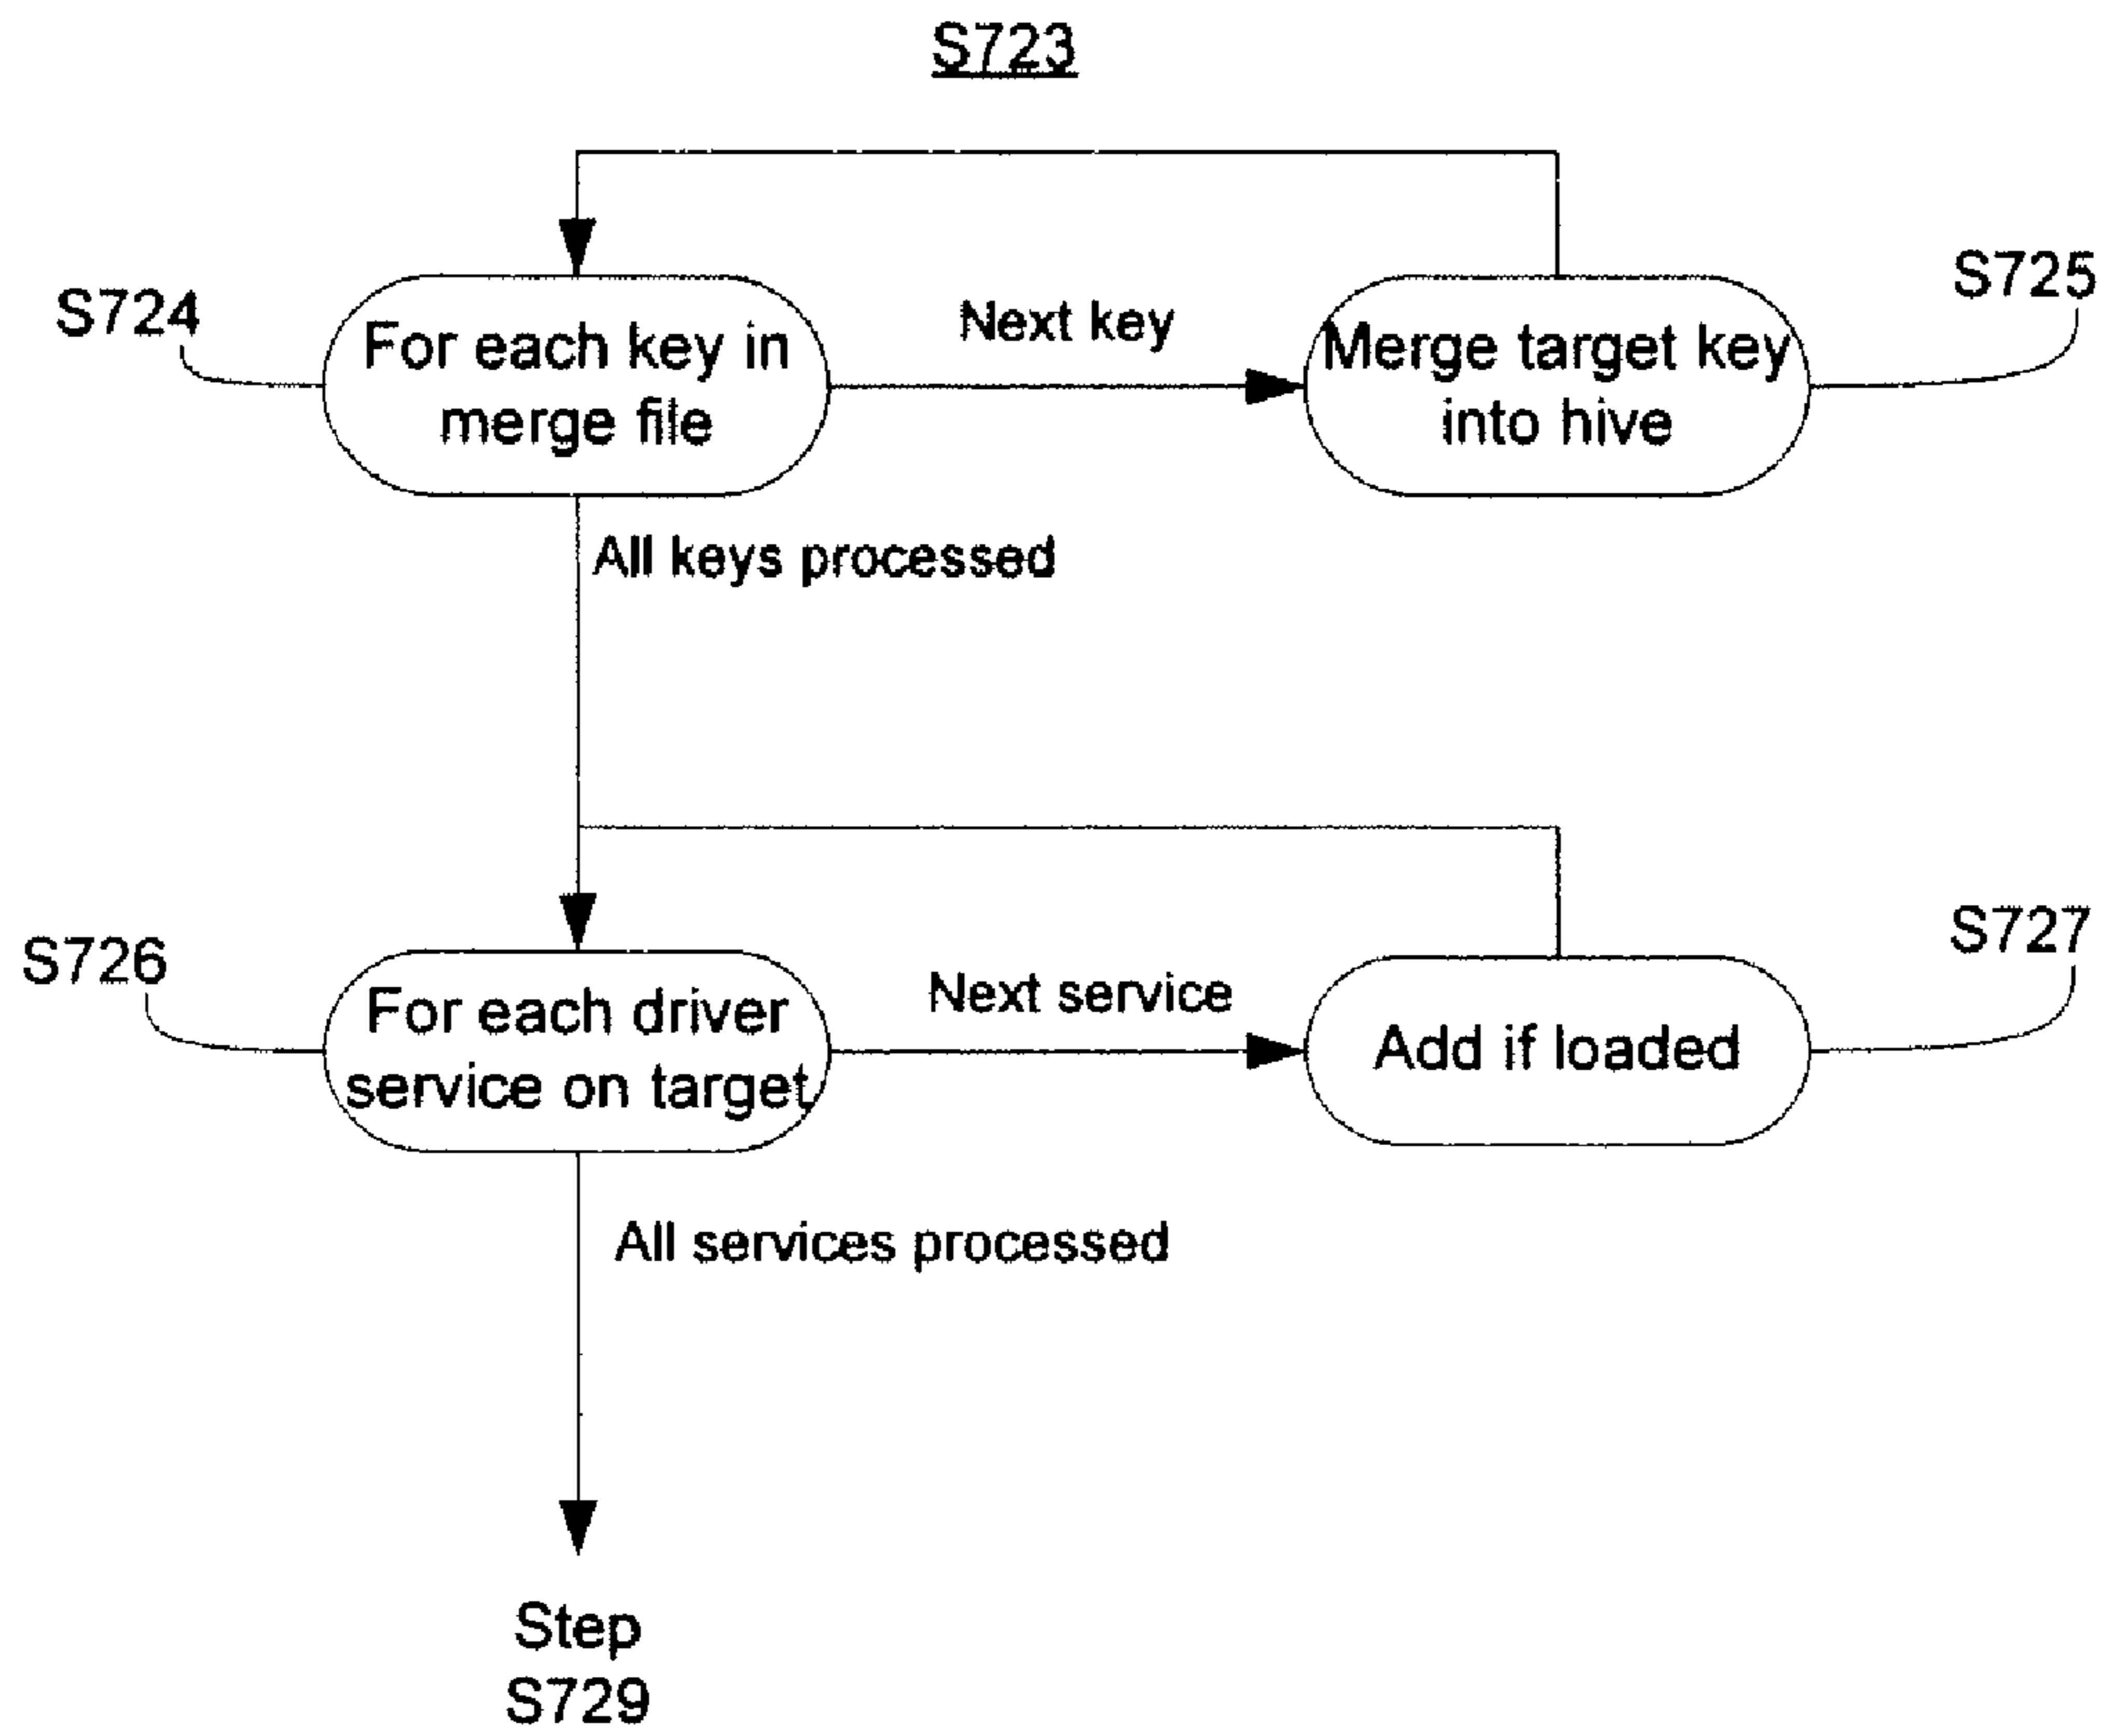 S723
S724
For each key in
merge file
Next key
Merge target key
into hive
S725
All keys processed
S726
For each driver
service on target
Next service
Add if loaded
S727
All services processed
Step
S729